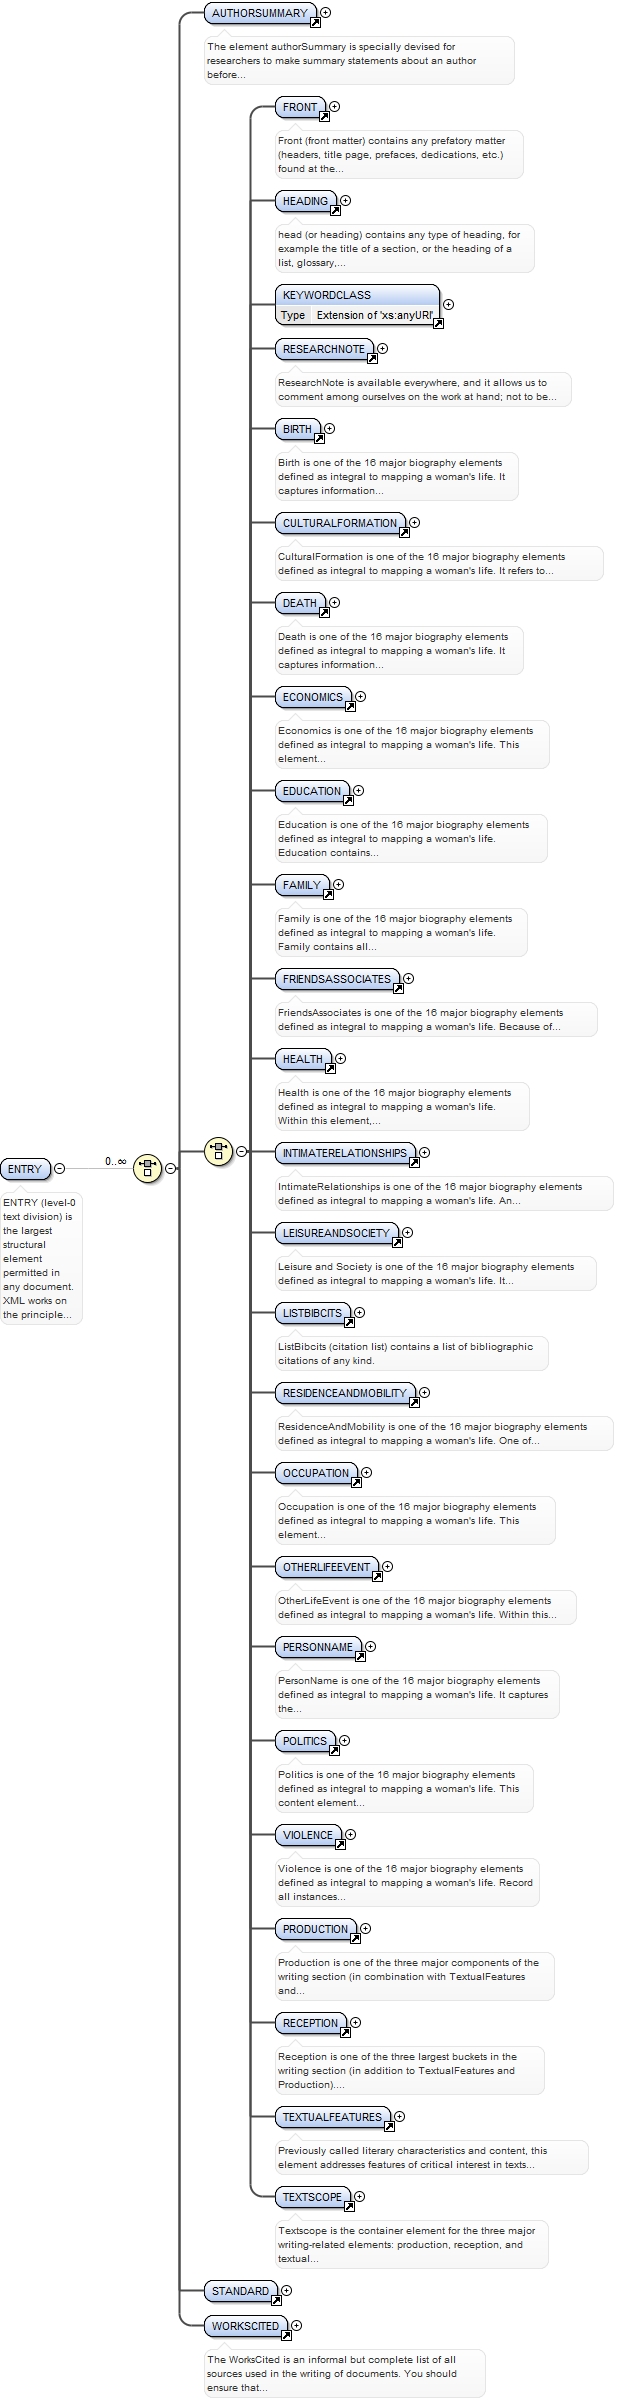 AUTHORSUMMARY
The element authorSummary is specially devised for
researchers to make summary statements about an author
before...
FRONT
Front (front matter) contains any prefatory matter
(headers, title page, prefaces, dedications, etc.)
found at the...
HEADING
head (or heading) contains any type of heading, for
example the title of a section, or the heading of a
list, glossary,...
KEYWORDCLASS
Type Extension of 'xs:anyURI'
RESEARCHNOTE
ResearchNote is available everywhere, and it allows us to
comment among ourselves on the work at hand; not to be...
BIRTH
Birth is one of the 16 major biography elements
defined as integral to mapping a woman's life. It
captures information...
CULTURALFORMATION
CulturalFormation is one of the 16 major biography elements
defined as integral to mapping a woman's life. It refers to...
DEATH
Death is one of the 16 major biography elements
defined as integral to mapping a woman's life. It
captures information...
ECONOMICS
Economics is one of the 16 major biography elements
defined as integral to mapping a woman's life. This
element...
EDUCATION
Education is one of the 16 major biography elements
defined as integral to mapping a woman's life.
Education contains...
FAMILY
Family is one of the 16 major biography elements
defined as integral to mapping a woman's life.
Family contains all...
FRIENDSASSOCIATES
FriendsAssociates is one of the 16 major biography elements
defined as integral to mapping a woman's life. Because of...
HEALTH
Health is one of the 16 major biography elements
defined as integral to mapping a woman's life.
Within this element,...
ENTRY
0..∞
ENTRY (level-0
text division) is
the largest
structural
element
permitted in
any document.
XML works on
the principle...
INTIMATERELATIONSHIPS
IntimateRelationships is one of the 16 major biography elements
defined as integral to mapping a woman's life. An...
LEISUREANDSOCIETY
Leisure and Society is one of the 16 major biography elements
defined as integral to mapping a woman's life. It...
LISTBIBCITS
ListBibcits (citation list) contains a list of bibliographic
citations of any kind.
RESIDENCEANDMOBILITY
ResidenceAndMobility is one of the 16 major biography elements
defined as integral to mapping a woman's life. One of...
OCCUPATION
Occupation is one of the 16 major biography elements
defined as integral to mapping a woman's life. This
element...
OTHERLIFEEVENT
OtherLifeEvent is one of the 16 major biography elements
defined as integral to mapping a woman's life. Within this...
PERSONNAME
PersonName is one of the 16 major biography elements
defined as integral to mapping a woman's life. It captures
the...
POLITICS
Politics is one of the 16 major biography elements
defined as integral to mapping a woman's life. This
content element...
VIOLENCE
Violence is one of the 16 major biography elements
defined as integral to mapping a woman's life. Record
all instances...
PRODUCTION
Production is one of the three major components of the
writing section (in combination with TextualFeatures
and...
RECEPTION
Reception is one of the three largest buckets in the
writing section (in addition to TextualFeatures and
Production)....
TEXTUALFEATURES
Previously called literary characteristics and content, this
element addresses features of critical interest in texts...
TEXTSCOPE
Textscope is the container element for the three major
writing-related elements: production, reception, and
textual...
STANDARD
WORKSCITED
The WorksCited is an informal but complete list of all
sources used in the writing of documents. You should
ensure that...